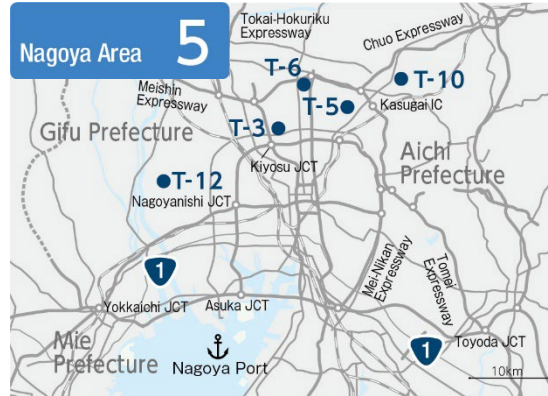 Nagoya Area 5
Tokai-Hokuriku
Expressway
Chuo Expressway
Meishin
Expressway
T-6
T-10
T-5
Kasugai IC
Gifu Prefecture
T-3
Kiyosu JCT
Aichi
Prefecture
T-12
Nagoyanishi JCT
1
Mei-Nikan
Expressway
Tomei
Expressway
Yokkaichi JCT
Asuka JCT
Mie
Prefecture
Nagoya Port
1
Toyoda JCT
10km